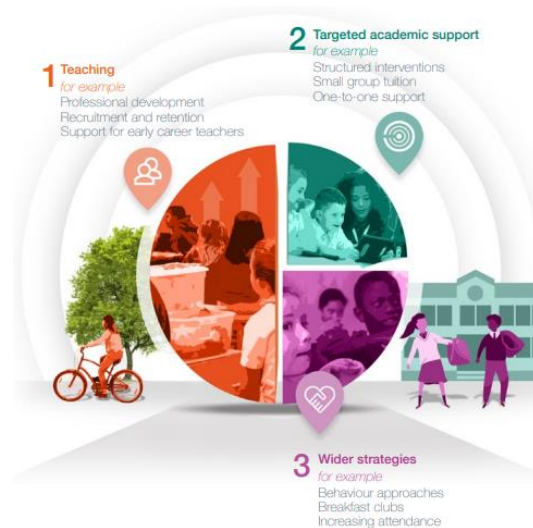 1 Teaching
for example
Professional development
Recruitment and retention
Support for early career teachers
2 Targeted academic support
for example
Structured interventions
Small group tuition
One-to-one support
3 Wider strategies
for example
Behaviour approaches
Breakfast clubs
Increasing attendance